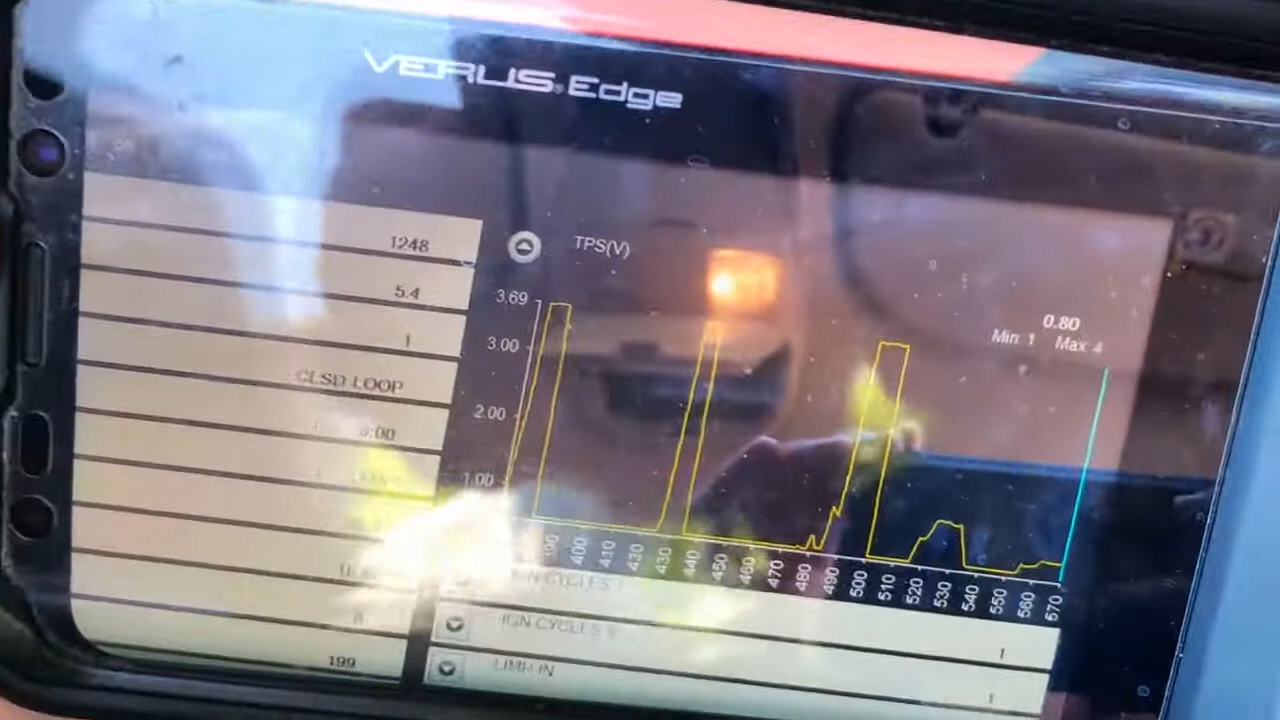 VERUS® Edge
1248
5.4
1
CLSD LOOP
199
TPS(V)
3.69
3.00
2.00
1.00
0.80
Min: 1 Max: 4
390 400 410 430 430 440 450 460 470 480 490 500 510 520 530 540 550 560 570
IGN CYCLES
1
LIMP-IN
1